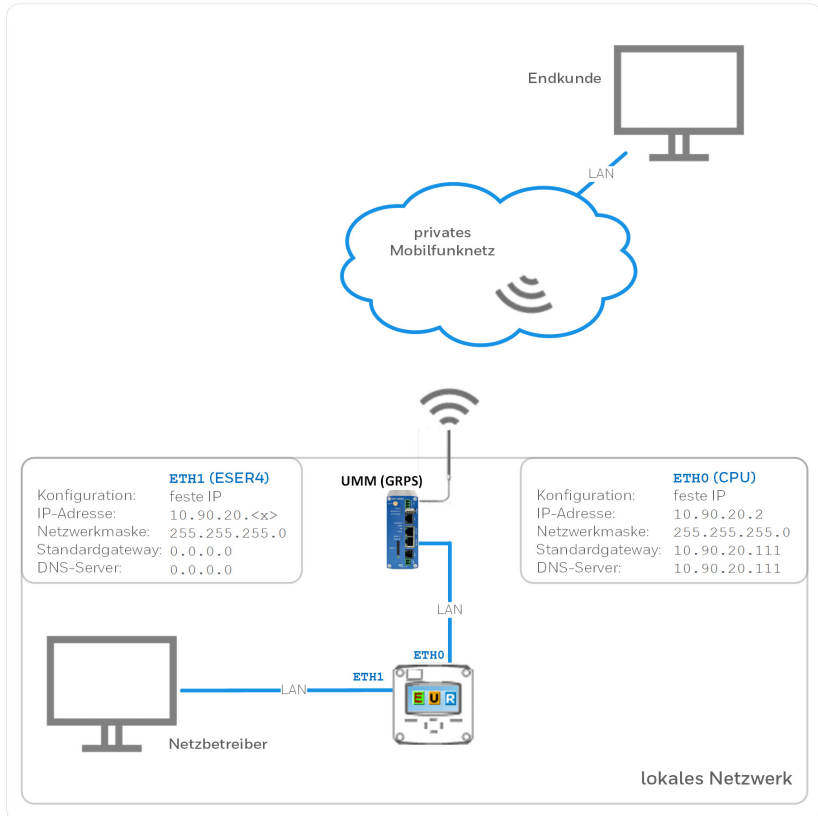 Endkunde
LAN
privates
Mobilfunknetz
ETH1 (ESER4)
Konfiguration: feste IP
IP-Adresse: 10.90.20.<x>
Netzwerkmaske: 255.255.255.0
Standardgateway: 0.0.0.0
DNS-Server: 0.0.0.0
UMM (GRPS)
ETH0 (CPU)
Konfiguration: feste IP
IP-Adresse: 10.90.20.2
Netzwerkmaske: 255.255.255.0
Standardgateway: 10.90.20.111
DNS-Server: 10.90.20.111
LAN
ETH0
ETH1
LAN
EUR
Netzbetreiber
lokales Netzwerk